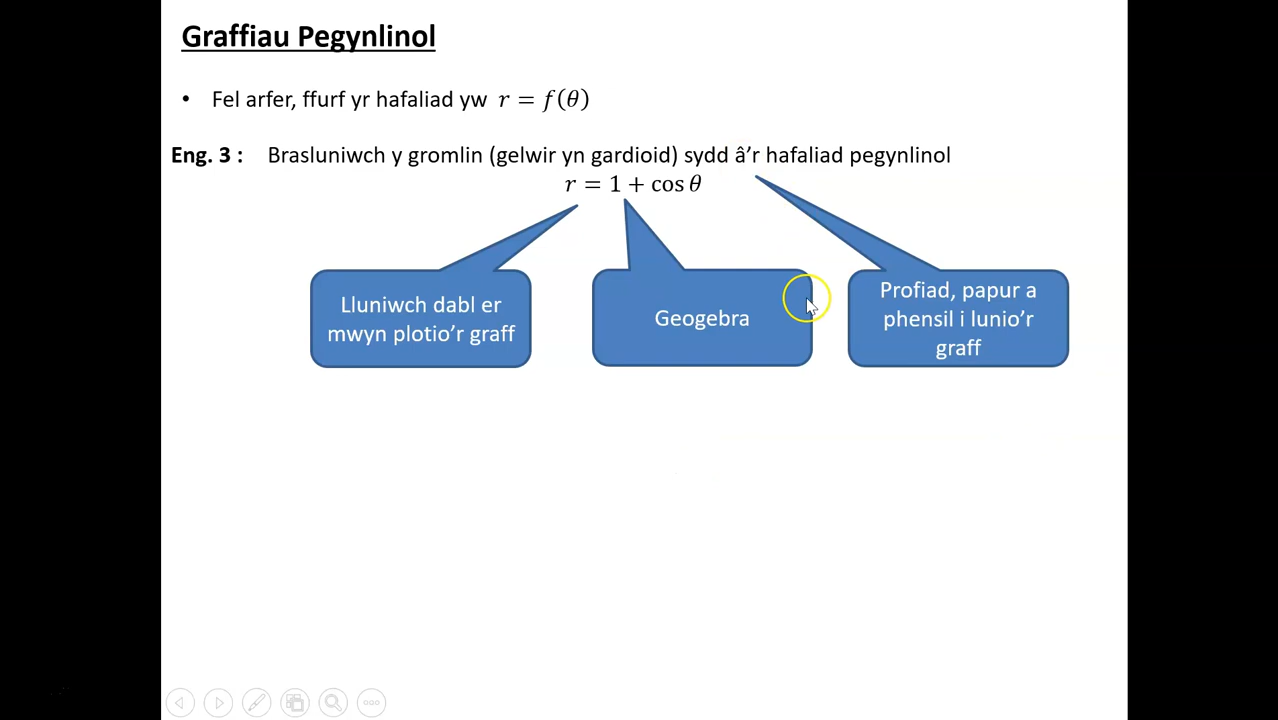 Graffiau Pegynlinol
• Fel arfer, ffurf yr hafaliad yw r = f(θ)
Eng. 3 : Brasluniwch y gromlin (gelwir yn gardioid) sydd â’r hafaliad pegynlinol
r = 1 + cos θ
Lluniwch dabl er
mwyn plotio’r graff
Geogebra
Profiad, papur a
phensil i lunio’r
graff